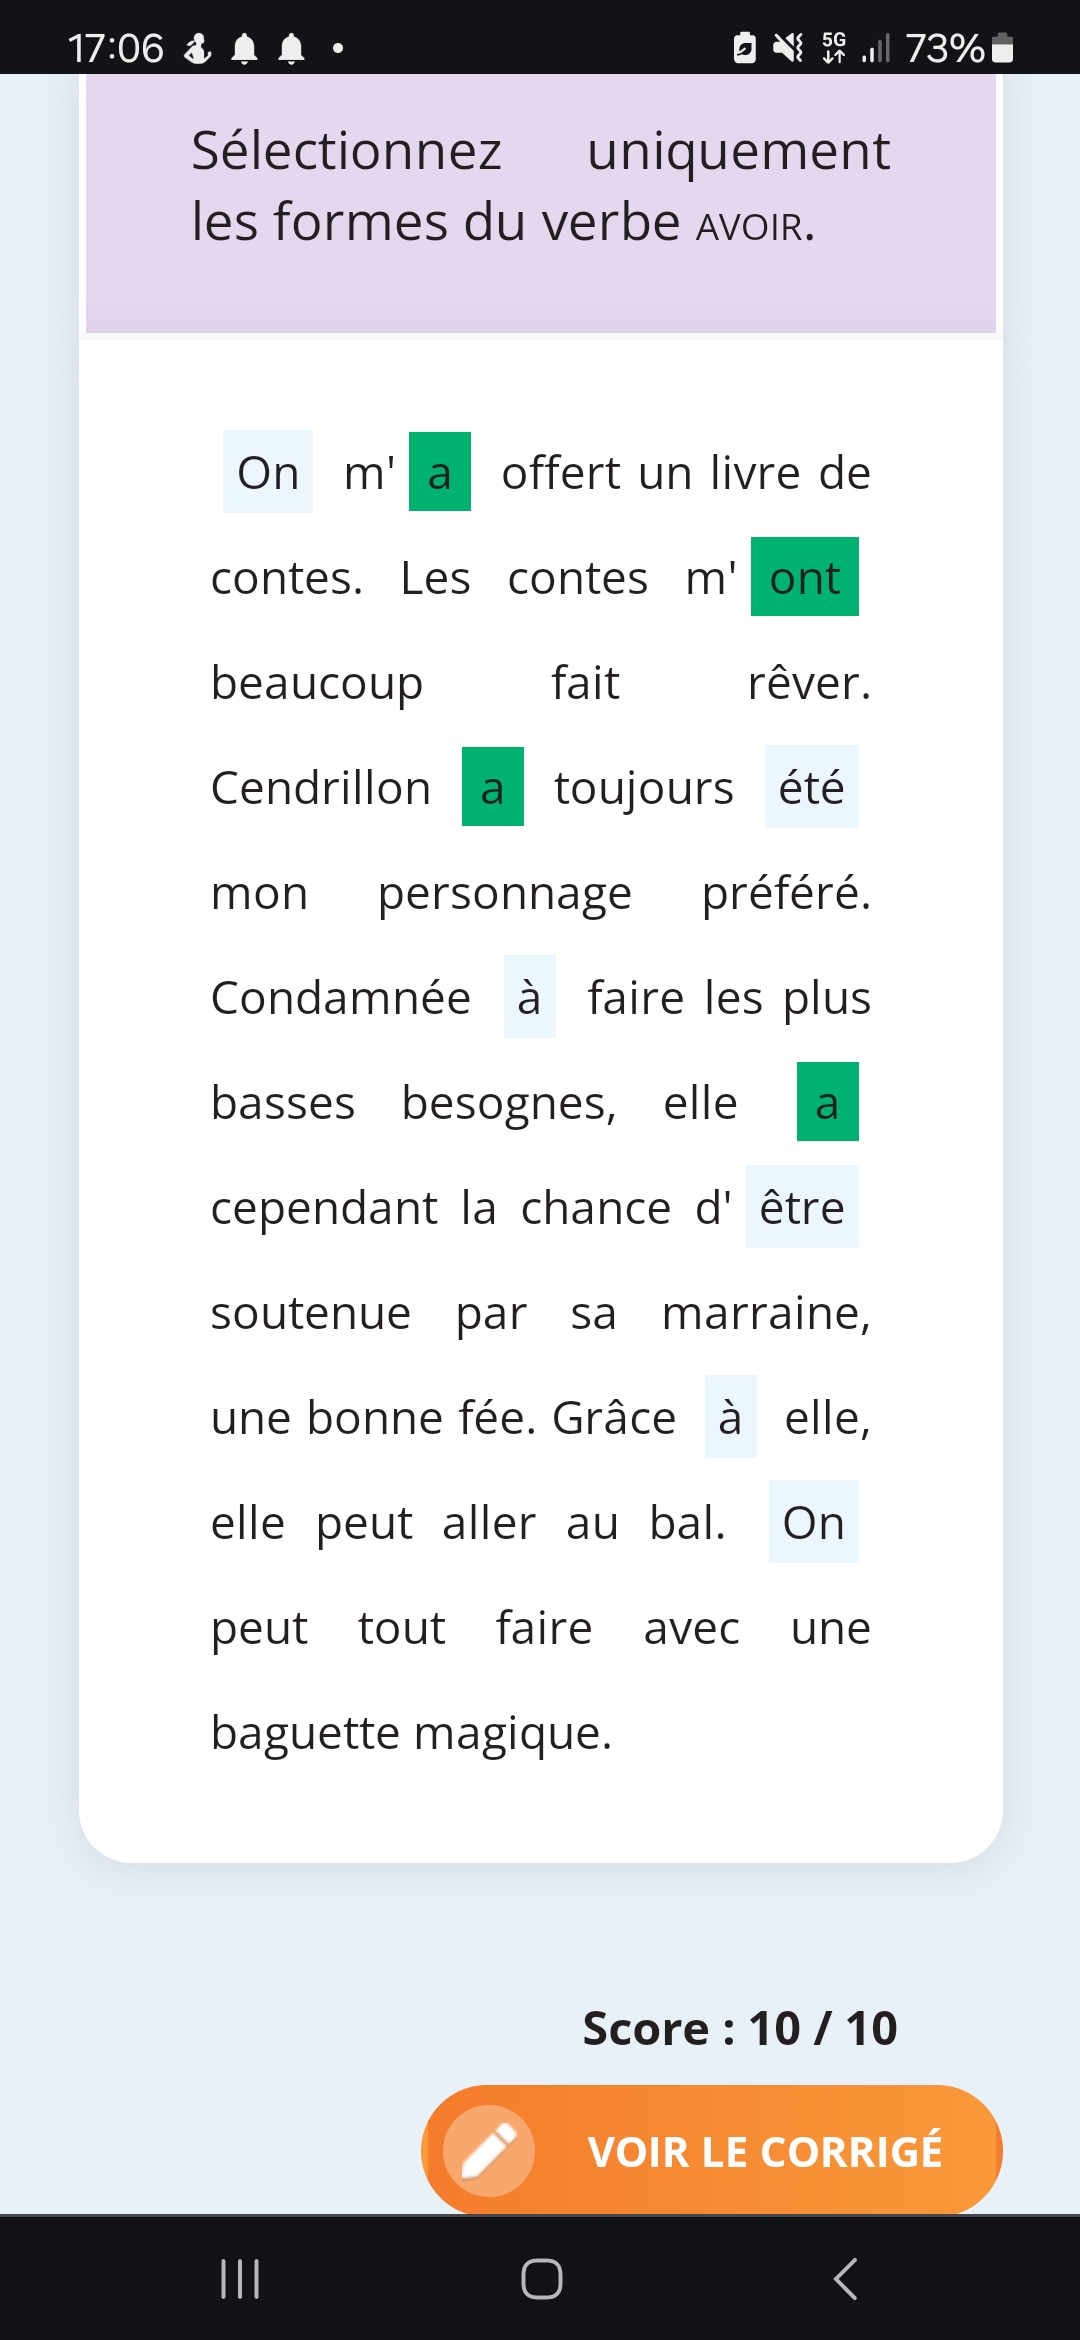 17:06
5G
73%
Sélectionnez uniquement
les formes du verbe AVOIR.
On m' a offert un livre de
contes. Les contes m' ont
beaucoup fait rêver.
Cendrillon a toujours été
mon personnage préféré.
Condamnée à faire les plus
basses besognes, elle a
cependant la chance d' être
soutenue par sa marraine,
une bonne fée. Grâce à elle,
elle peut aller au bal. On
peut tout faire avec une
baguette magique.
Score : 10 / 10
VOIR LE CORRIGÉ